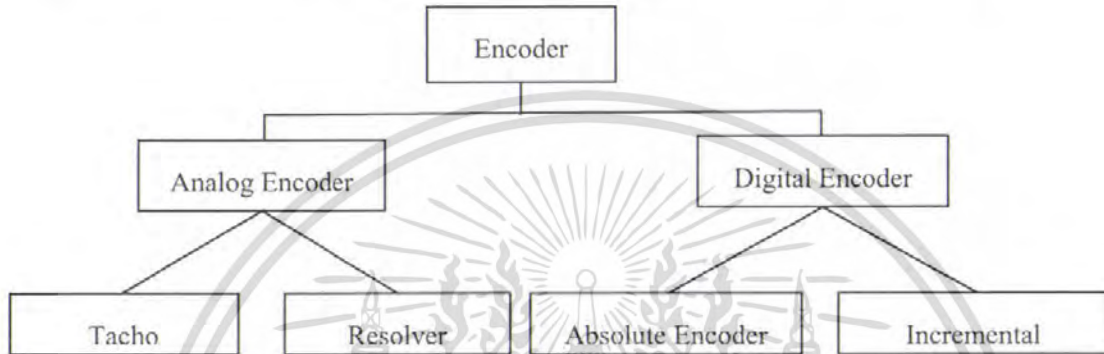 Encoder
Analog Encoder
Digital Encoder
Tacho
Resolver
Absolute Encoder
Incremental